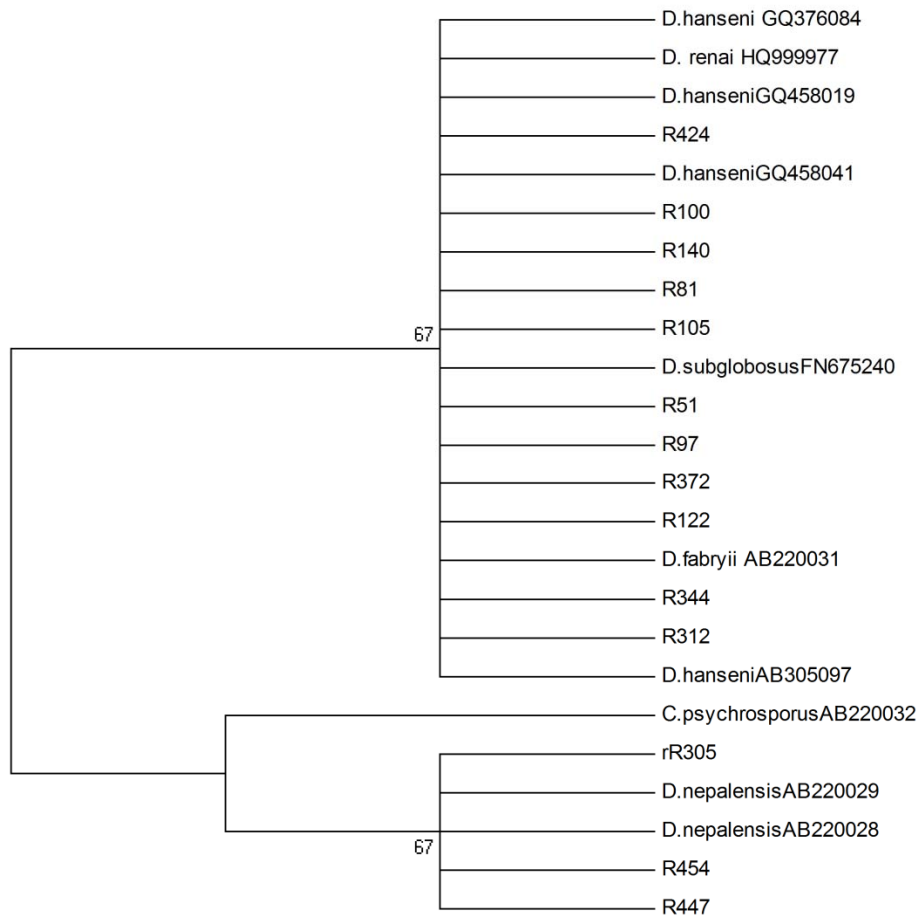 D.hanseni GQ376084
D. renai HQ999977
D.hanseniGQ458019
R424
D.hanseniGQ458041
R100
R140
R81
R105
67
D.subglobosusFN675240
R51
R97
R372
R122
D.fabryii AB220031
R344
R312
D.hanseniAB305097
C.psychrosporusAB220032
rR305
D.nepalensisAB220029
D.nepalensisAB220028
67
R454
R447